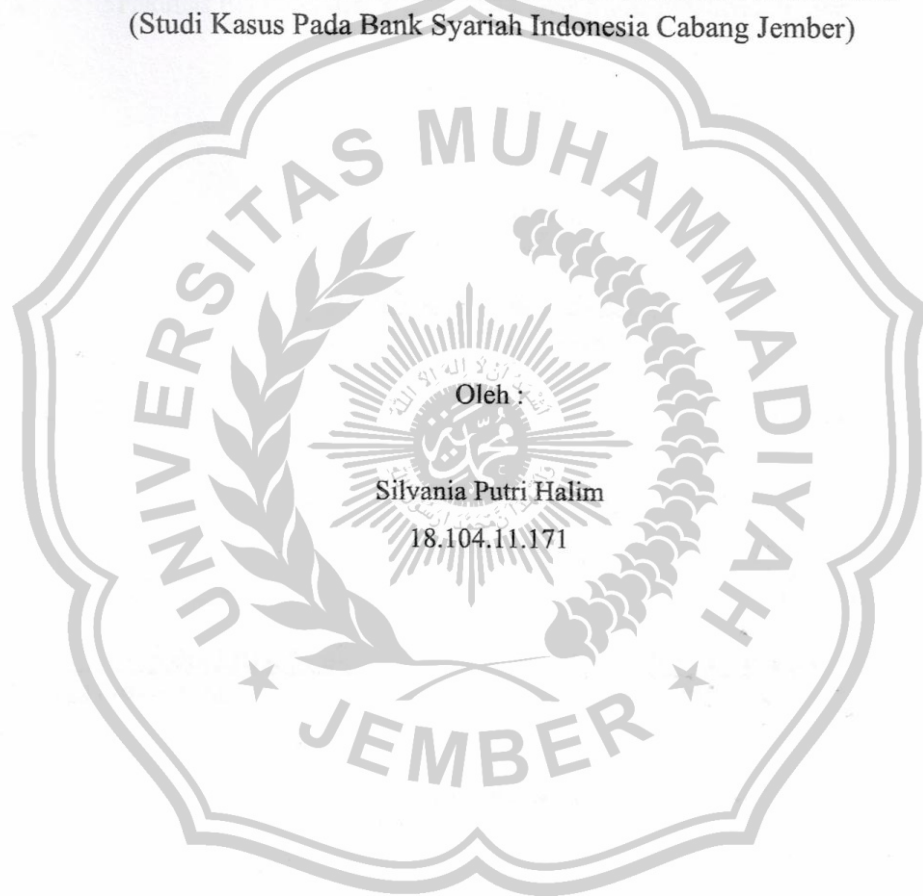 (Studi Kasus Pada Bank Syariah Indonesia Cabang Jember)
UNIVERSITAS MUHAMMADIYAH
Oleh :
محمد
Silvania Putri Halim
18.104.11.171
JEMBER